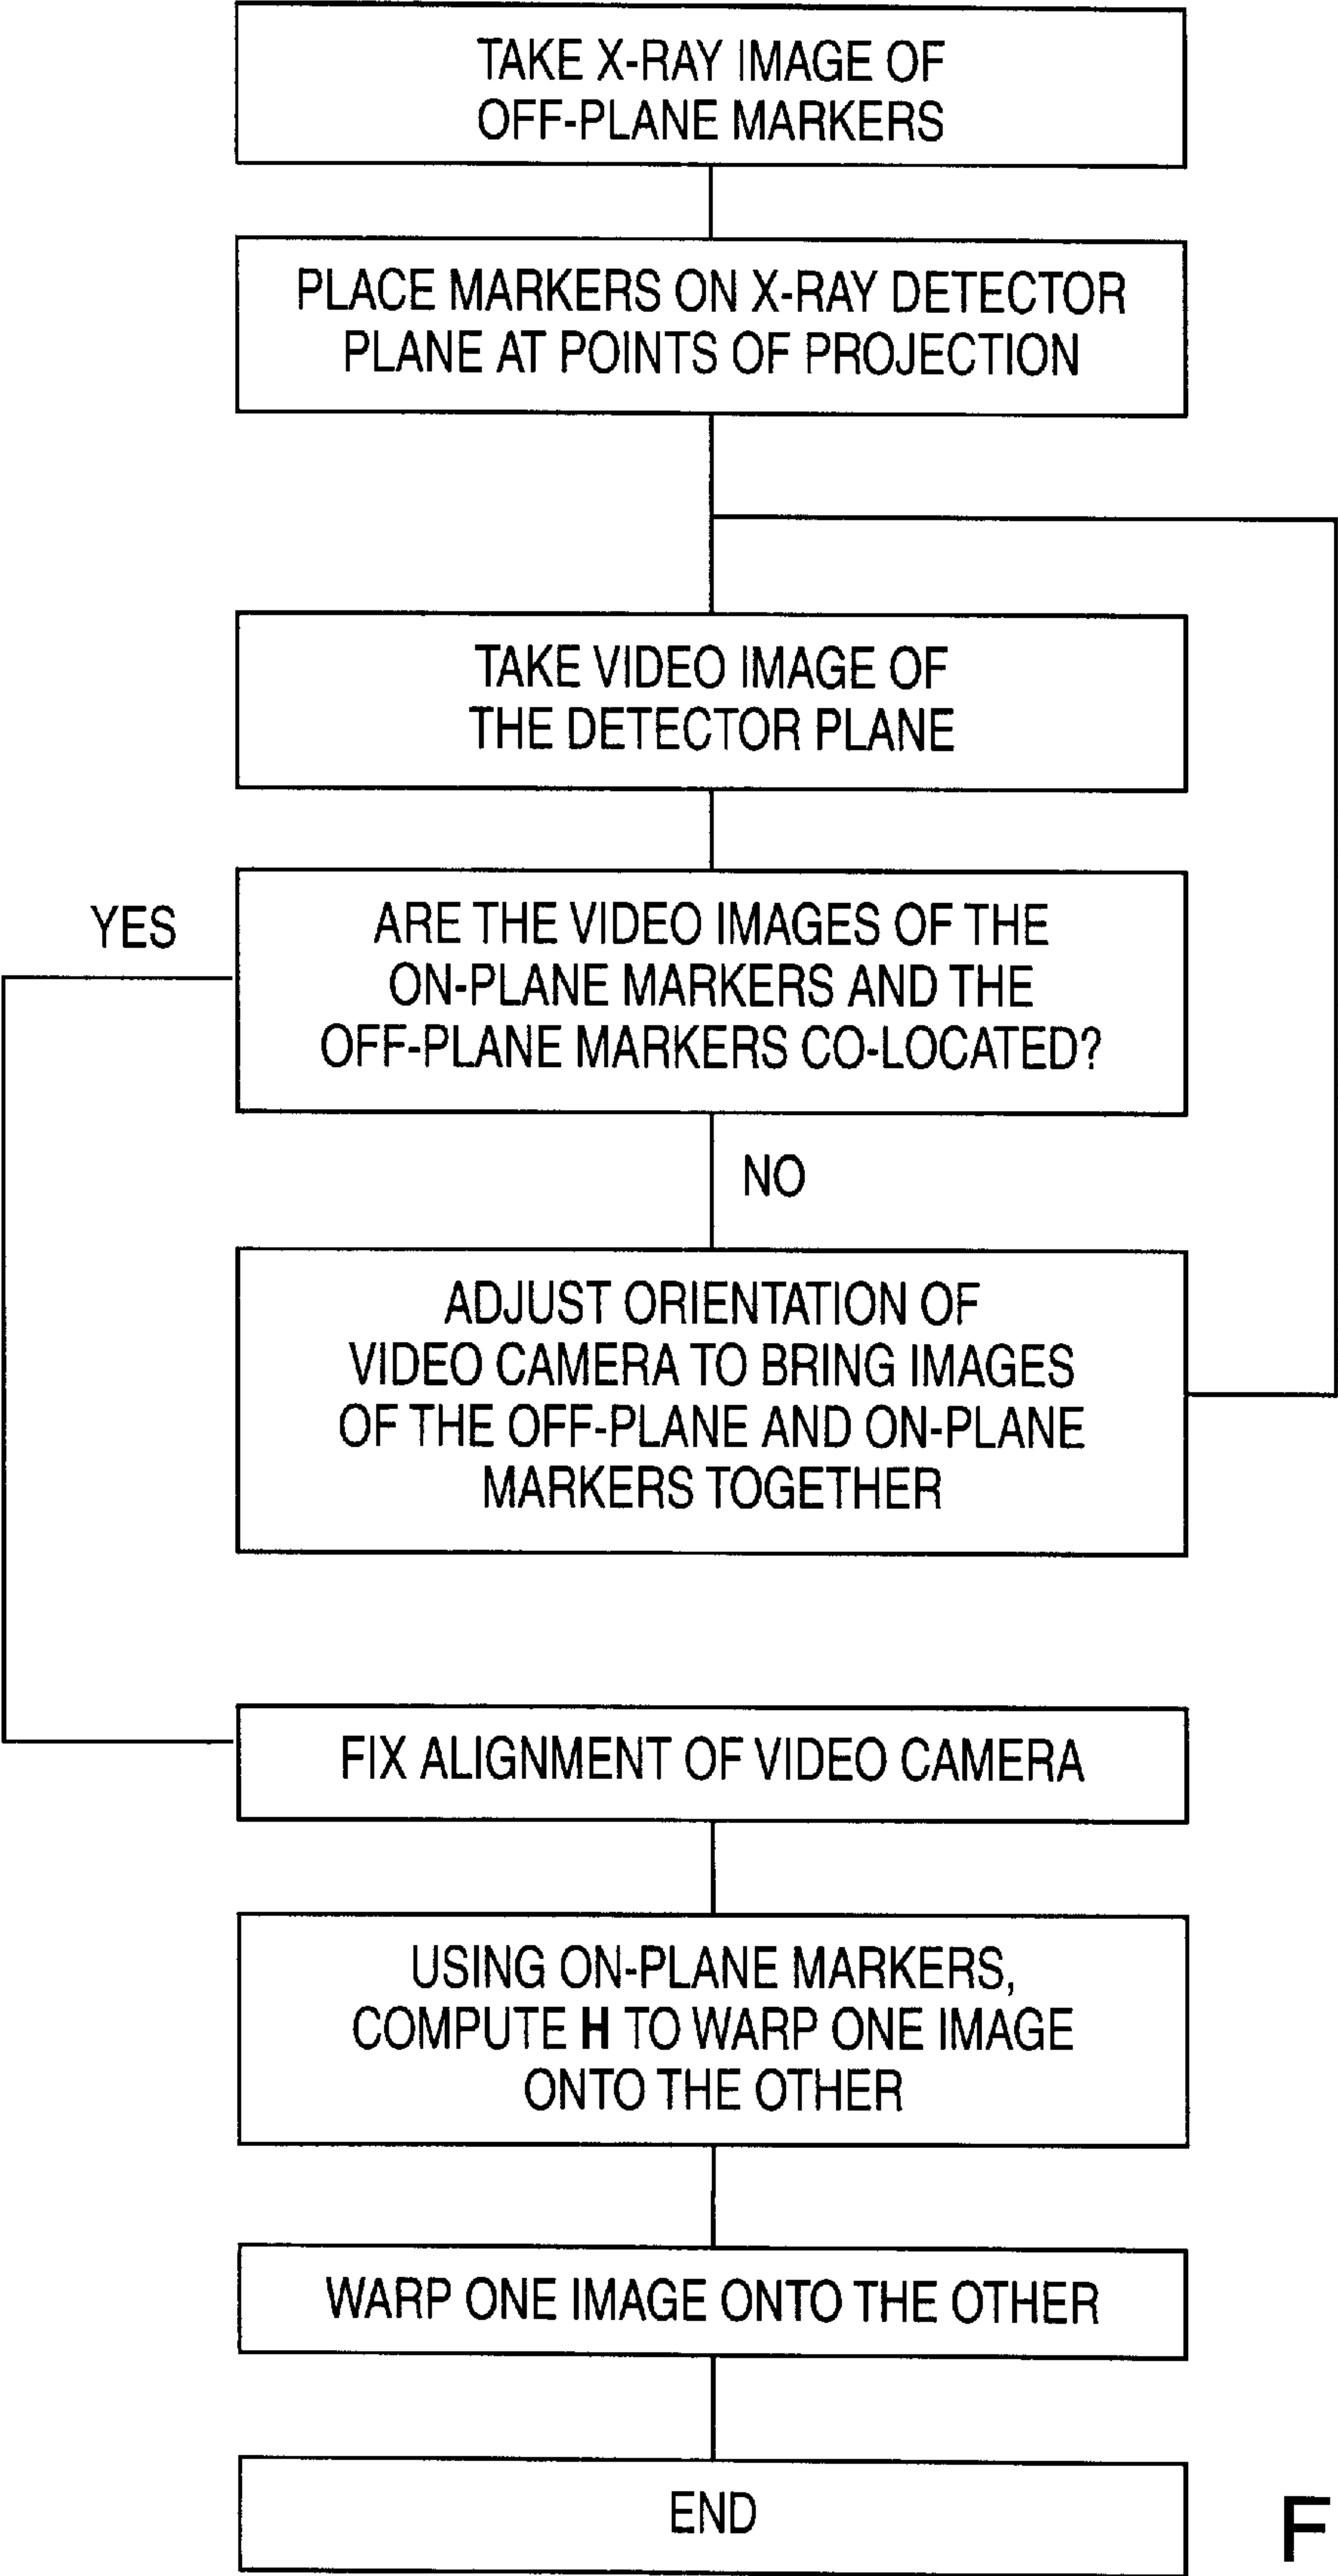 TAKE X-RAY IMAGE OF
OFF-PLANE MARKERS
PLACE MARKERS ON X-RAY DETECTOR
PLANE AT POINTS OF PROJECTION
TAKE VIDEO IMAGE OF
THE DETECTOR PLANE
YES
ARE THE VIDEO IMAGES OF THE
ON-PLANE MARKERS AND THE
OFF-PLANE MARKERS CO-LOCATED?
NO
ADJUST ORIENTATION OF
VIDEO CAMERA TO BRING IMAGES
OF THE OFF-PLANE AND ON-PLANE
MARKERS TOGETHER
FIX ALIGNMENT OF VIDEO CAMERA
USING ON-PLANE MARKERS,
COMPUTE H TO WARP ONE IMAGE
ONTO THE OTHER
WARP ONE IMAGE ONTO THE OTHER
END
F